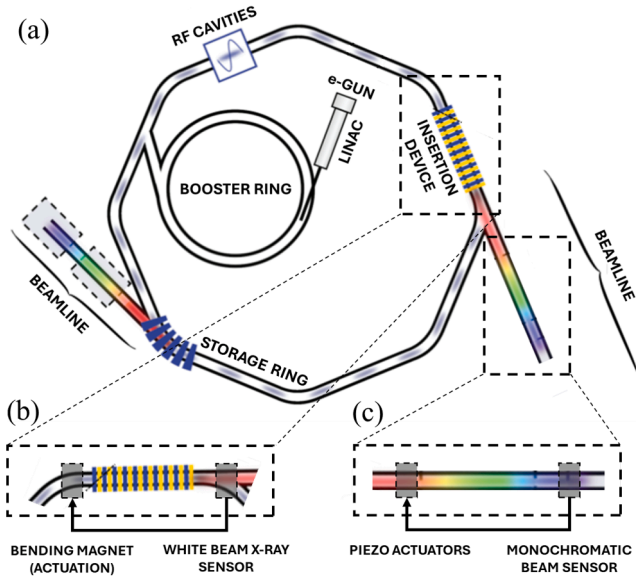 (a)
RF CAVITIES
e-GUN
LINAC
INSERTION
DEVICE
BOOSTER RING
BEAMLINE
BEAMLINE
STORAGE RING
(b)
(c)
BENDING MAGNET
(ACTUATION)
WHITE BEAM X-RAY
SENSOR
PIEZO ACTUATORS
MONOCHROMATIC
BEAM SENSOR